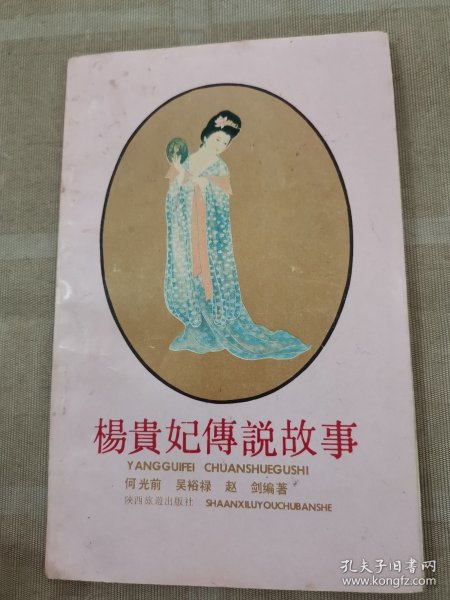 楊貴妃傳説故事
YANGGUIFEI CHUANSHUEGUSHI
何光前 吴裕禄 赵 剑编著
陕西旅遊出版社 SHAANXILUYOUCHUBANSHE
孔夫子旧书网
www.kongfz.com